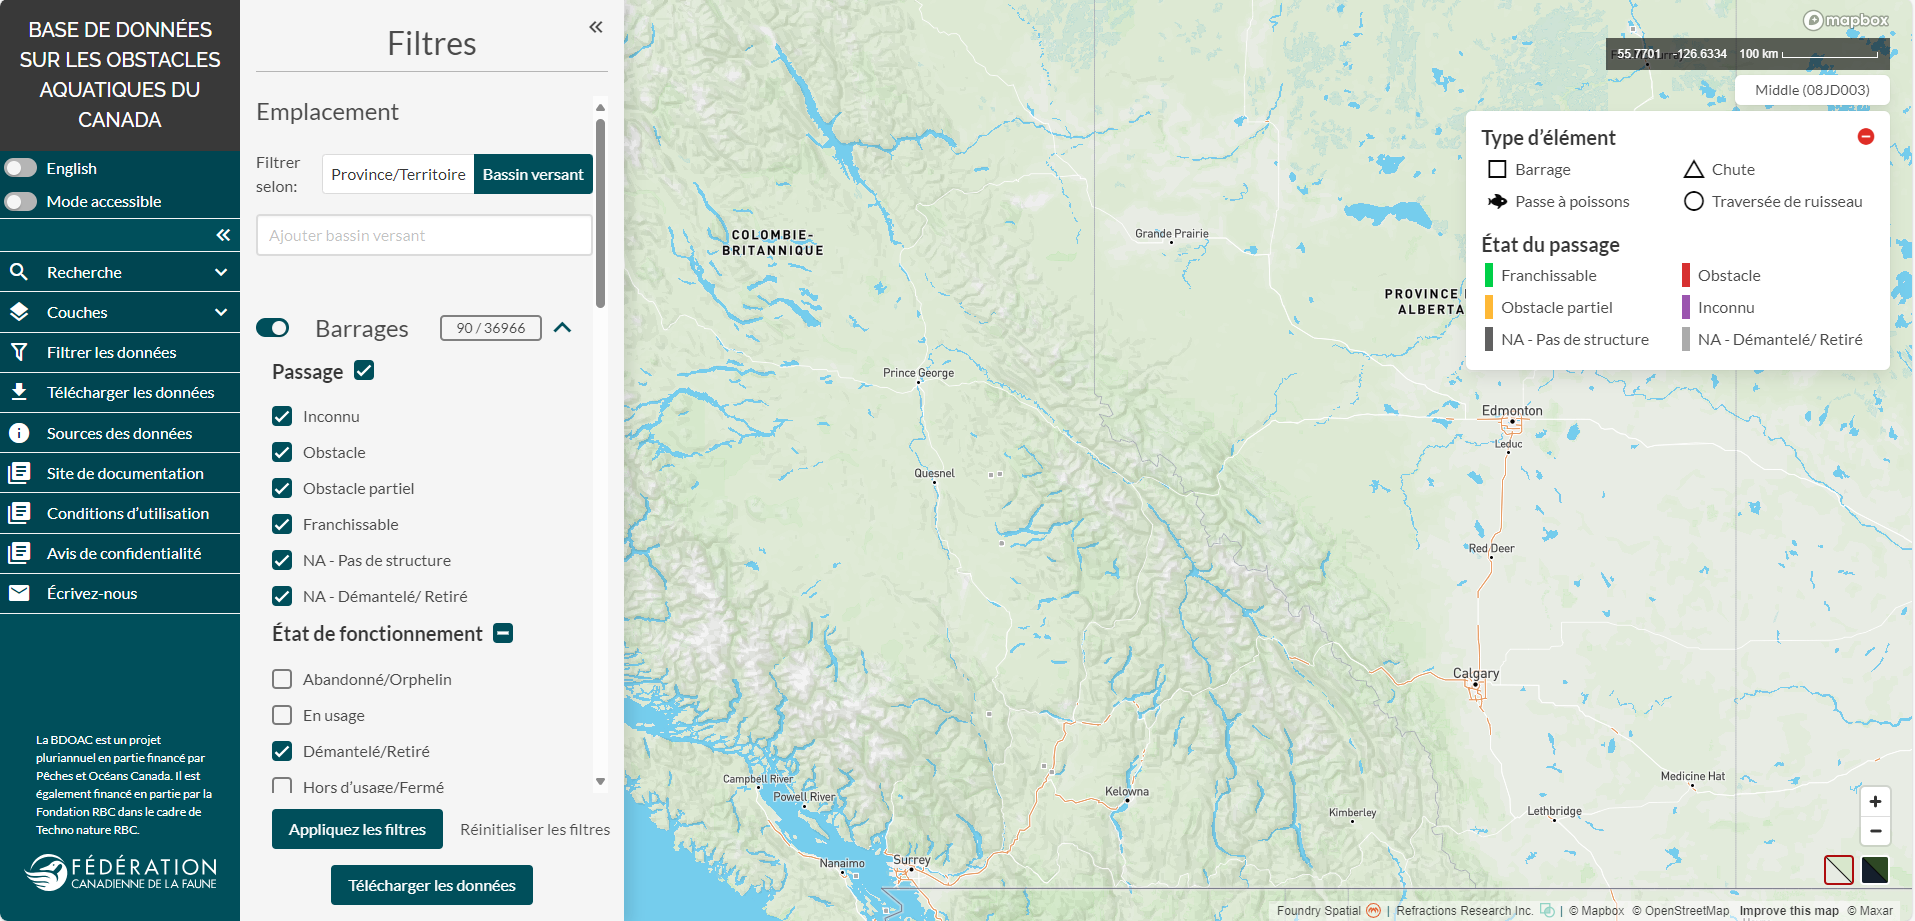 BASE DE DONNÉES
SUR LES OBSTACLES
AQUATIQUES DU
CANADA
English
Mode accessible
Recherche
Couches
Filtrer les données
Télécharger les données
Sources des données
Site de documentation
Conditions d'utilisation
Avis de confidentialité
Écrivez-nous
La BDOAC est un projet
pluriannuel en partie financé par
Pêches et Océans Canada. Il est
également financé en partie par la
Fondation RBC dans le cadre de
Techno nature RBC.
FÉDÉRATION
CANADIENNE DE LA FAUNE
Filtres
Emplacement
Filtrer
selon:
Province/Territoire
Bassin versant
Ajouter bassin versant
Barrages
90 / 36966
Passage
Inconnu
Obstacle
Obstacle partiel
Franchissable
NA - Pas de structure
NA - Démantelé/ Retiré
État de fonctionnement
Abandonné/Orphelin
En usage
Démantelé/Retiré
Hors d'usage/Fermé
Appliquez les filtres
Réinitialiser les filtres
Télécharger les données
mapbox
55.7701 -126.6334 100 km
Middle (08JD003)
Type d'élément
Barrage
Chute
Passe à poissons
Traversée de ruisseau
État du passage
Franchissable
Obstacle
Obstacle partiel
Inconnu
NA - Pas de structure
NA - Démantelé/ Retiré
COLOMBIE-
BRITANNIQUE
Grande Prairie
PROVINCE
ALBERTA
Prince George
Edmonton
Leduc
Quesnel
Red Deer
Calgary
Campbell River
Powell River
Kelowna
Medicine Hat
Kimberley
Lethbridge
Nanaimo
Surrey
Foundry Spatial | Refractions Research Inc. | © Mapbox © OpenStreetMap Improve this map © Maxar